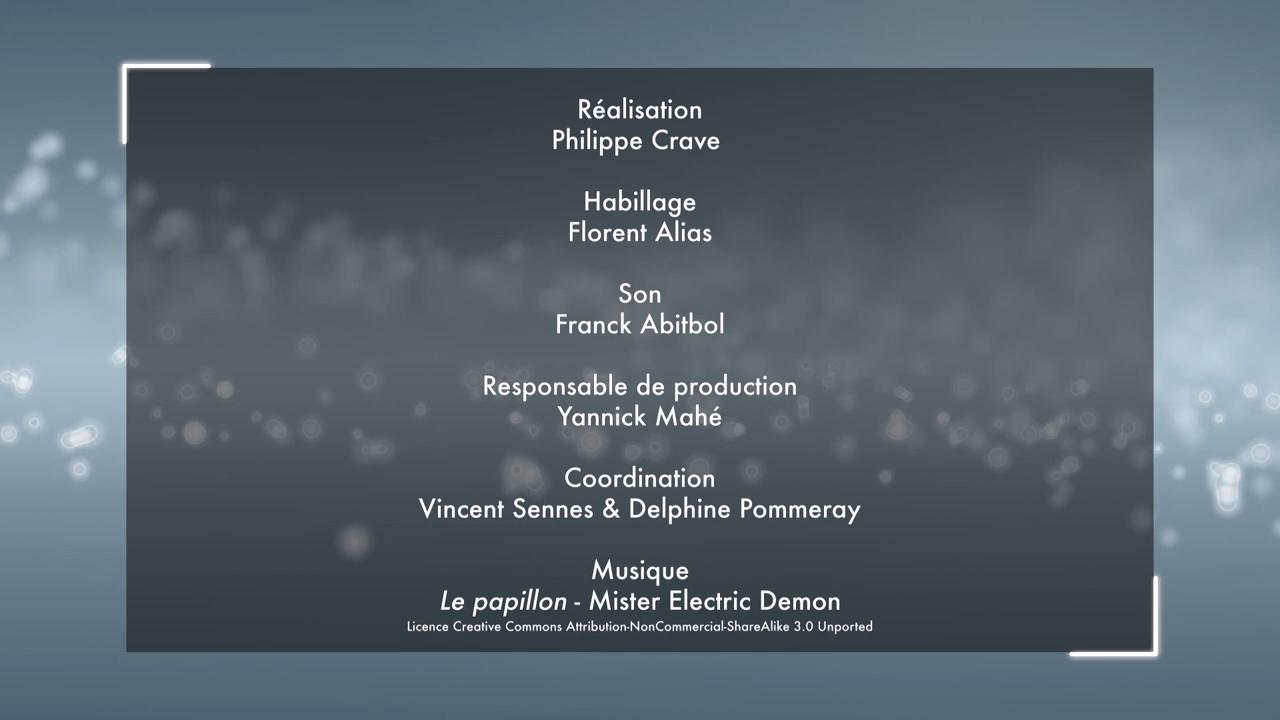 Réalisation
Philippe Crave
Habillage
Florent Alias
Son
Franck Abitbol
Responsable de production
Yannick Mahé
Coordination
Vincent Sennes & Delphine Pommeray
Musique
Le papillon - Mister Electric Demon
Licence Creative Commons Attribution-NonCommercial-ShareAlike 3.0 Unported